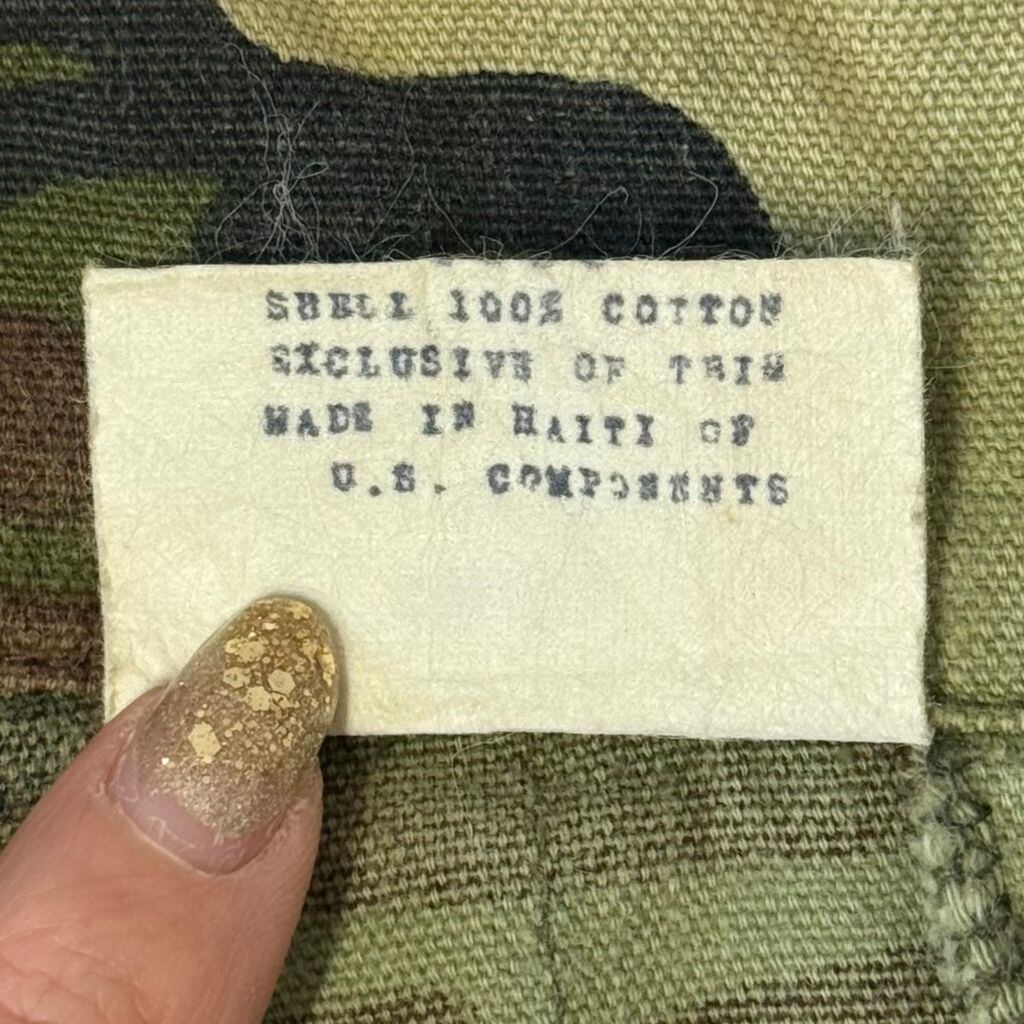 SHELL 100% COTTON
EXCLUSIVE OF TRIM
MADE IN HAITI OF
U.S. COMPONENTS